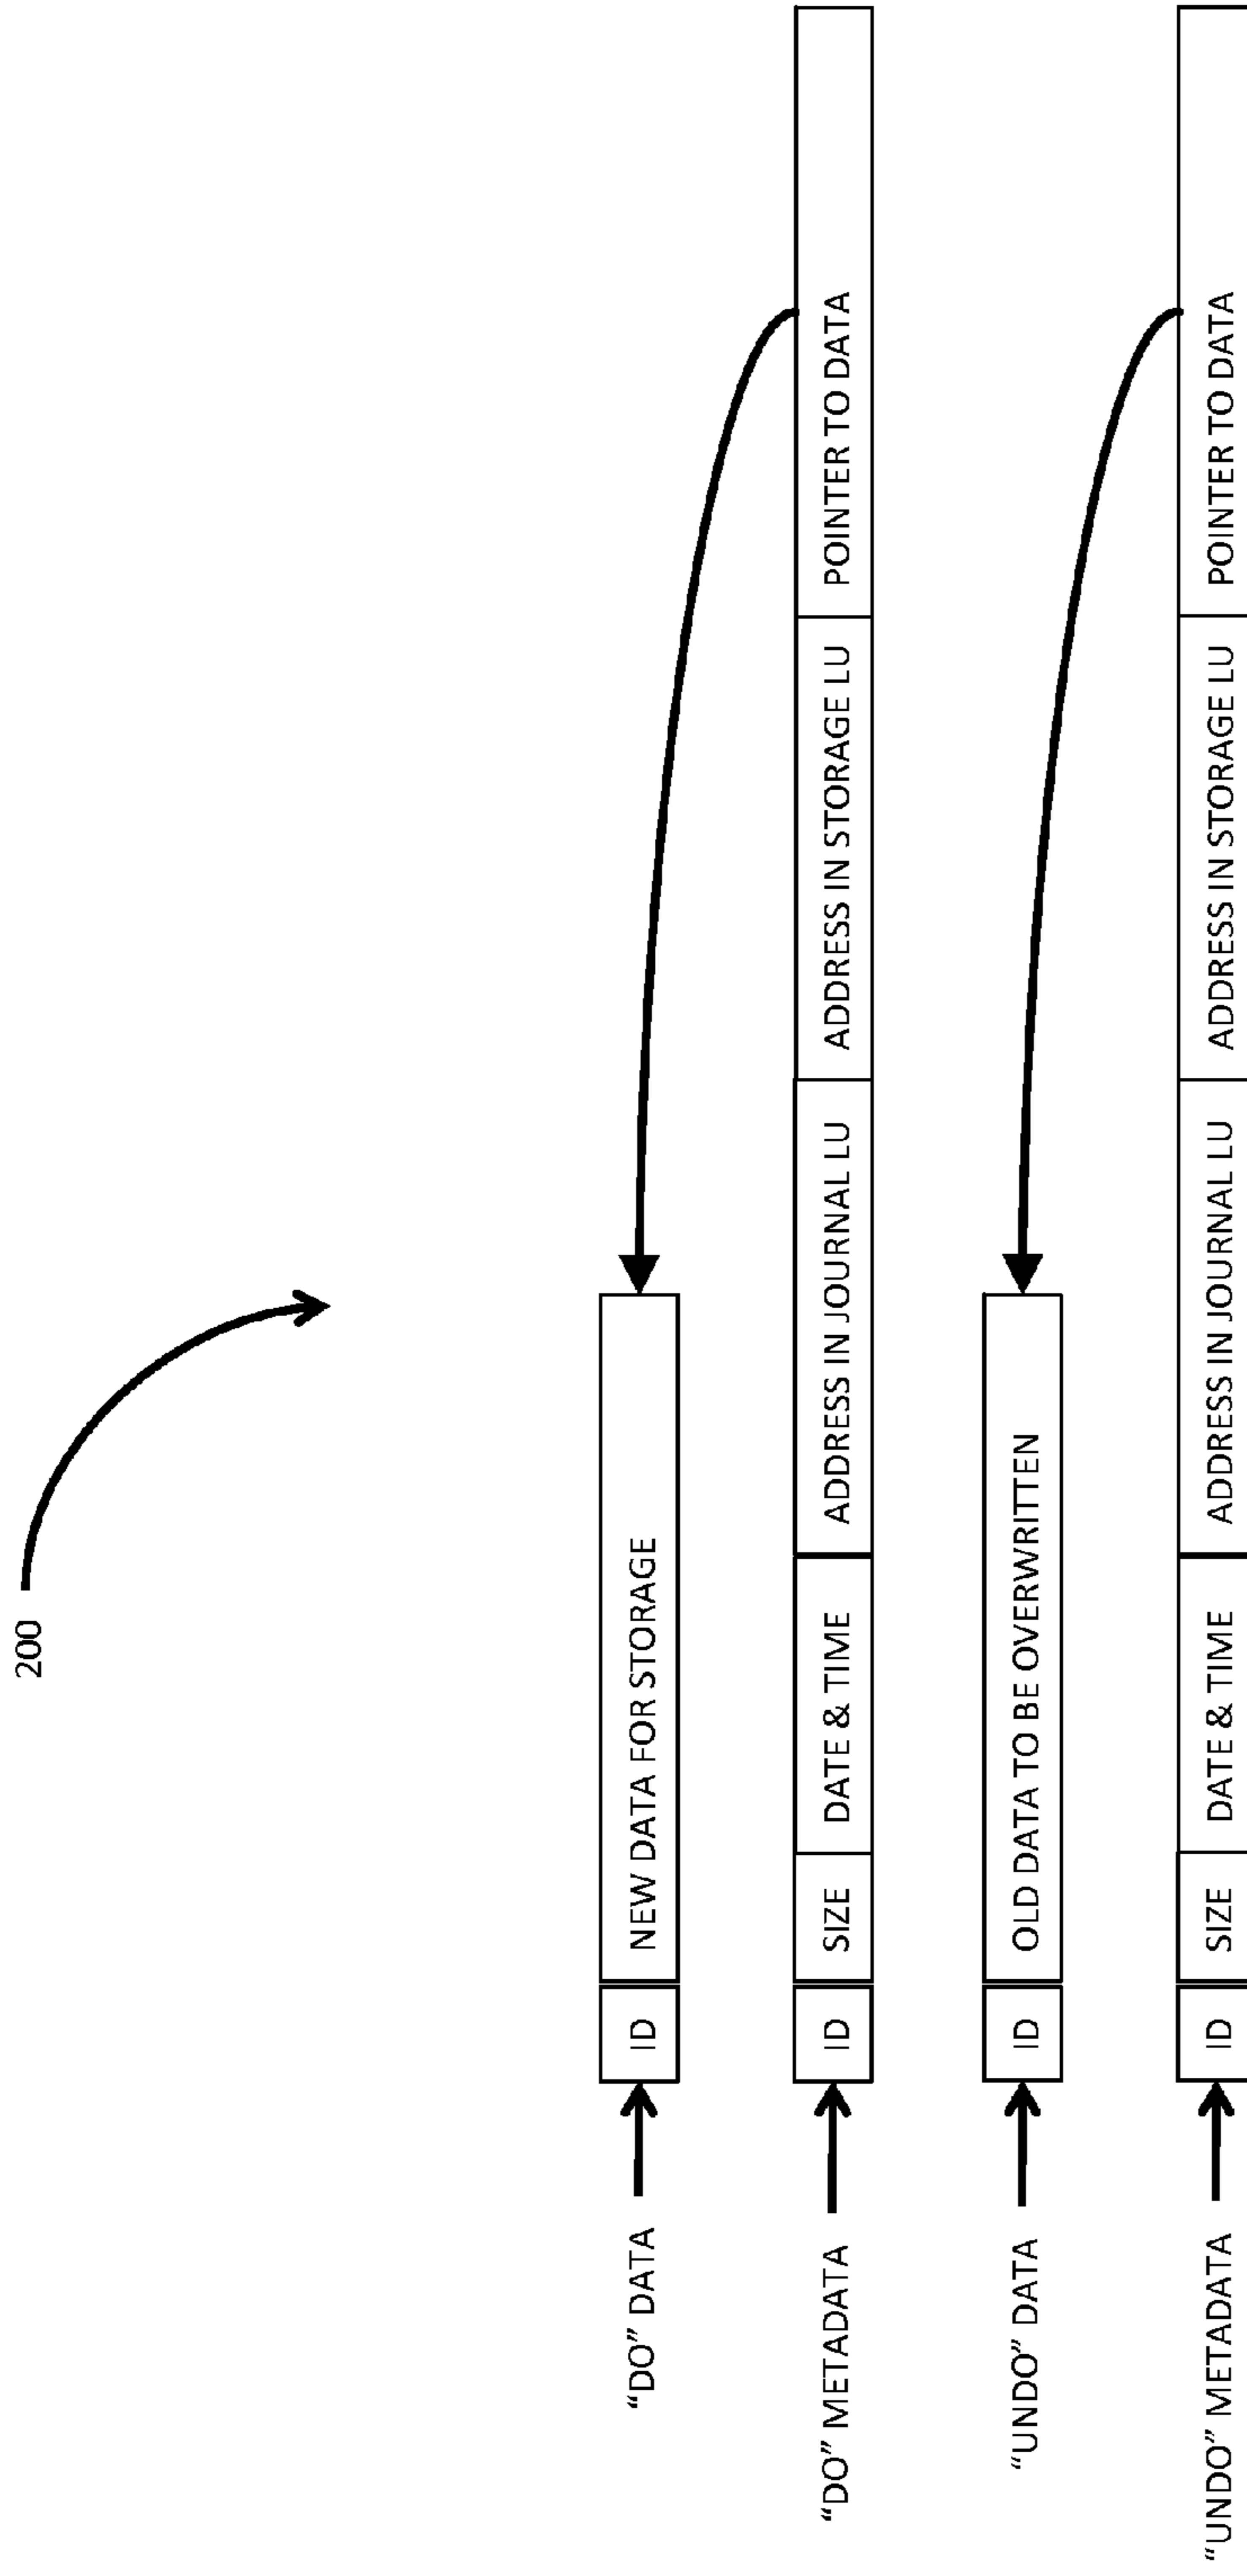 200
“DO” DATA ID NEW DATA FOR STORAGE
“DO” METADATA ID SIZE DATE & TIME ADDRESS IN JOURNAL LU ADDRESS IN STORAGE LU POINTER TO DATA
“UNDO” DATA ID OLD DATA TO BE OVERWRITTEN
“UNDO” METADATA ID SIZE DATE & TIME ADDRESS IN JOURNAL LU ADDRESS IN STORAGE LU POINTER TO DATA